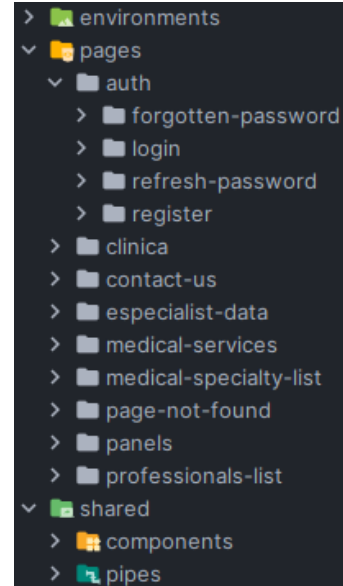 environments
pages
auth
forgotten-password
login
refresh-password
register
clinica
contact-us
especialist-data
medical-services
medical-specialty-list
page-not-found
panels
professionals-list
shared
components
pipes